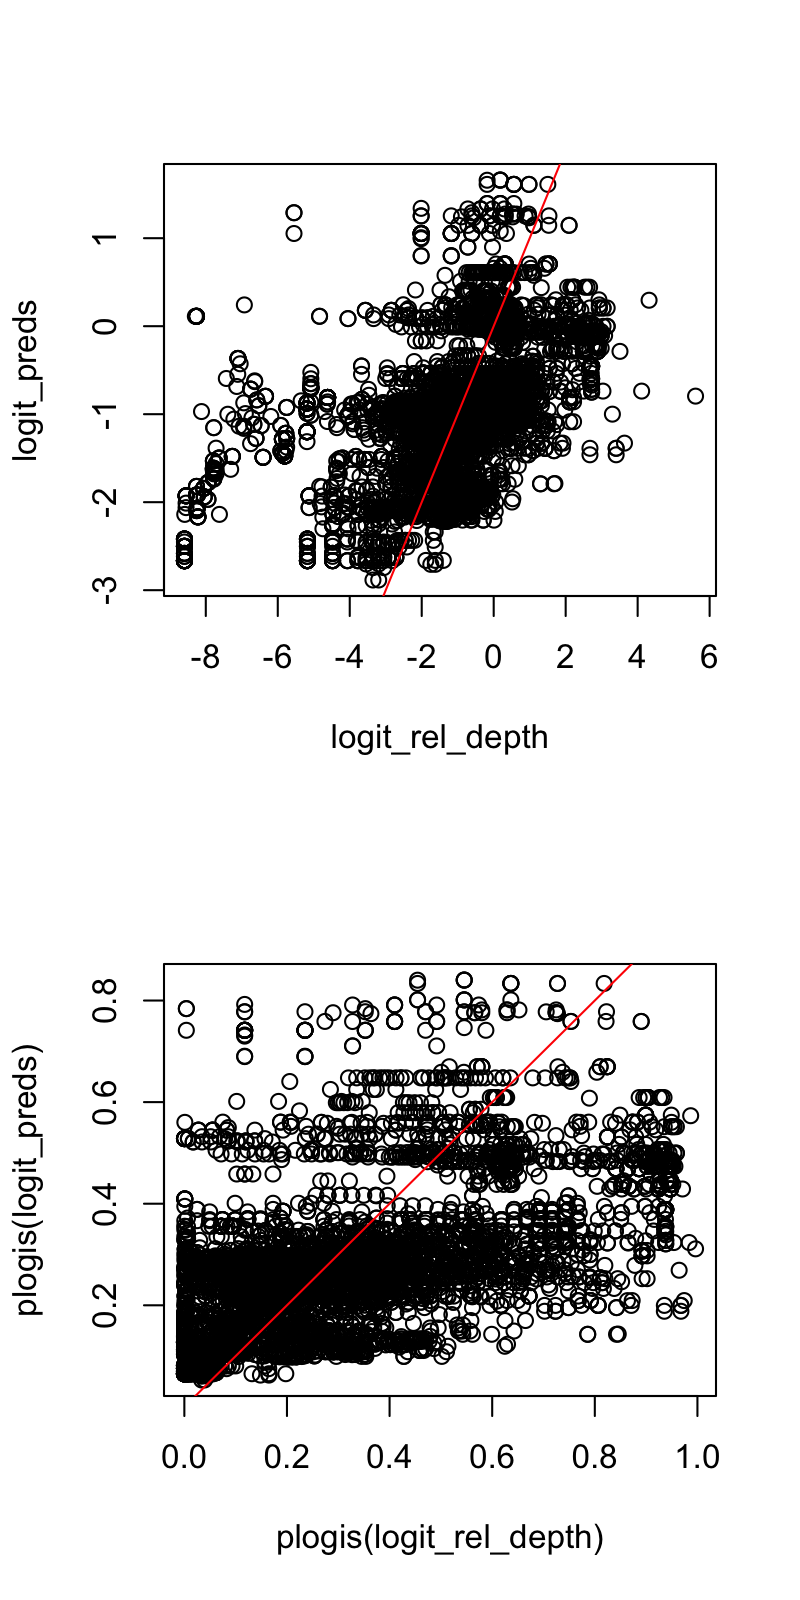 1
0
-1
-2
-3
logit_preds
-8 -6 -4 -2 0 2 4 6
logit_rel_depth
0.8
0.6
0.4
0.2
plogis(logit_preds)
0.0 0.2 0.4 0.6 0.8 1.0
plogis(logit_rel_depth)